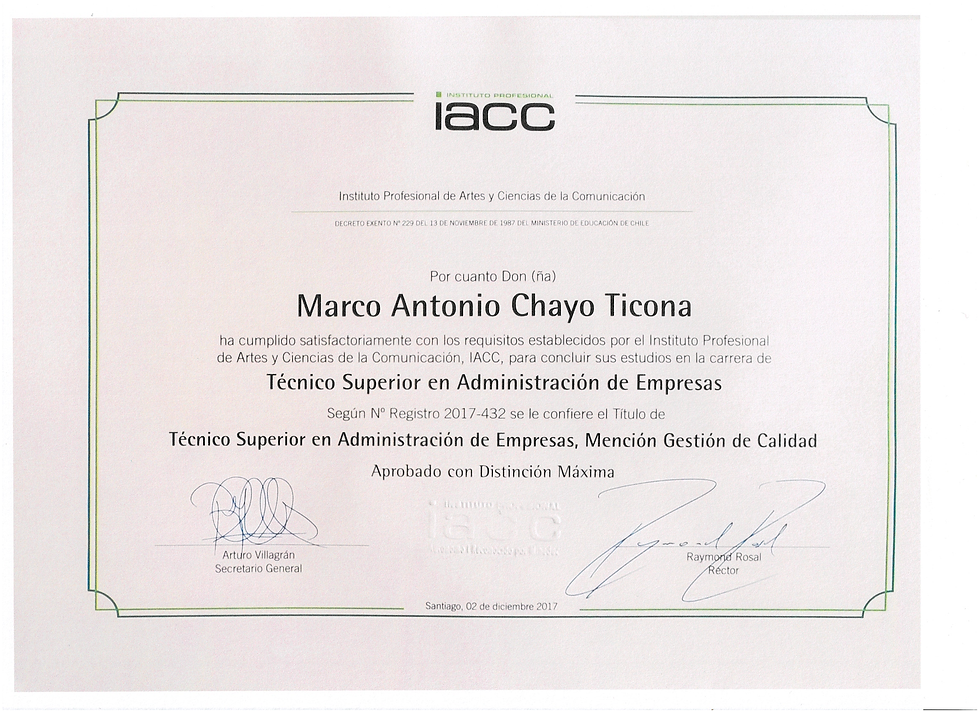 INSTITUTO PROFESIONAL
iacc
Instituto Profesional de Artes y Ciencias de la Comunicación
DECRETO EXENTO Nº 229 DEL 13 DE NOVIEMBRE DE 1987 DEL MINISTERIO DE EDUCACIÓN DE CHILE
Por cuanto Don (ña)
Marco Antonio Chayo Ticona
ha cumplido satisfactoriamente con los requisitos establecidos por el Instituto Profesional
de Artes y Ciencias de la Comunicación, IACC, para concluir sus estudios en la carrera de
Técnico Superior en Administración de Empresas
Según Nº Registro 2017-432 se le confiere el Título de
Técnico Superior en Administración de Empresas, Mención Gestión de Calidad
Aprobado con Distinción Máxima
INSTITUTO PROFESIONAL
iacc
Arturo Villagrán
Secretario General
Raymond Rosal
Rector
Santiago, 02 de diciembre 2017